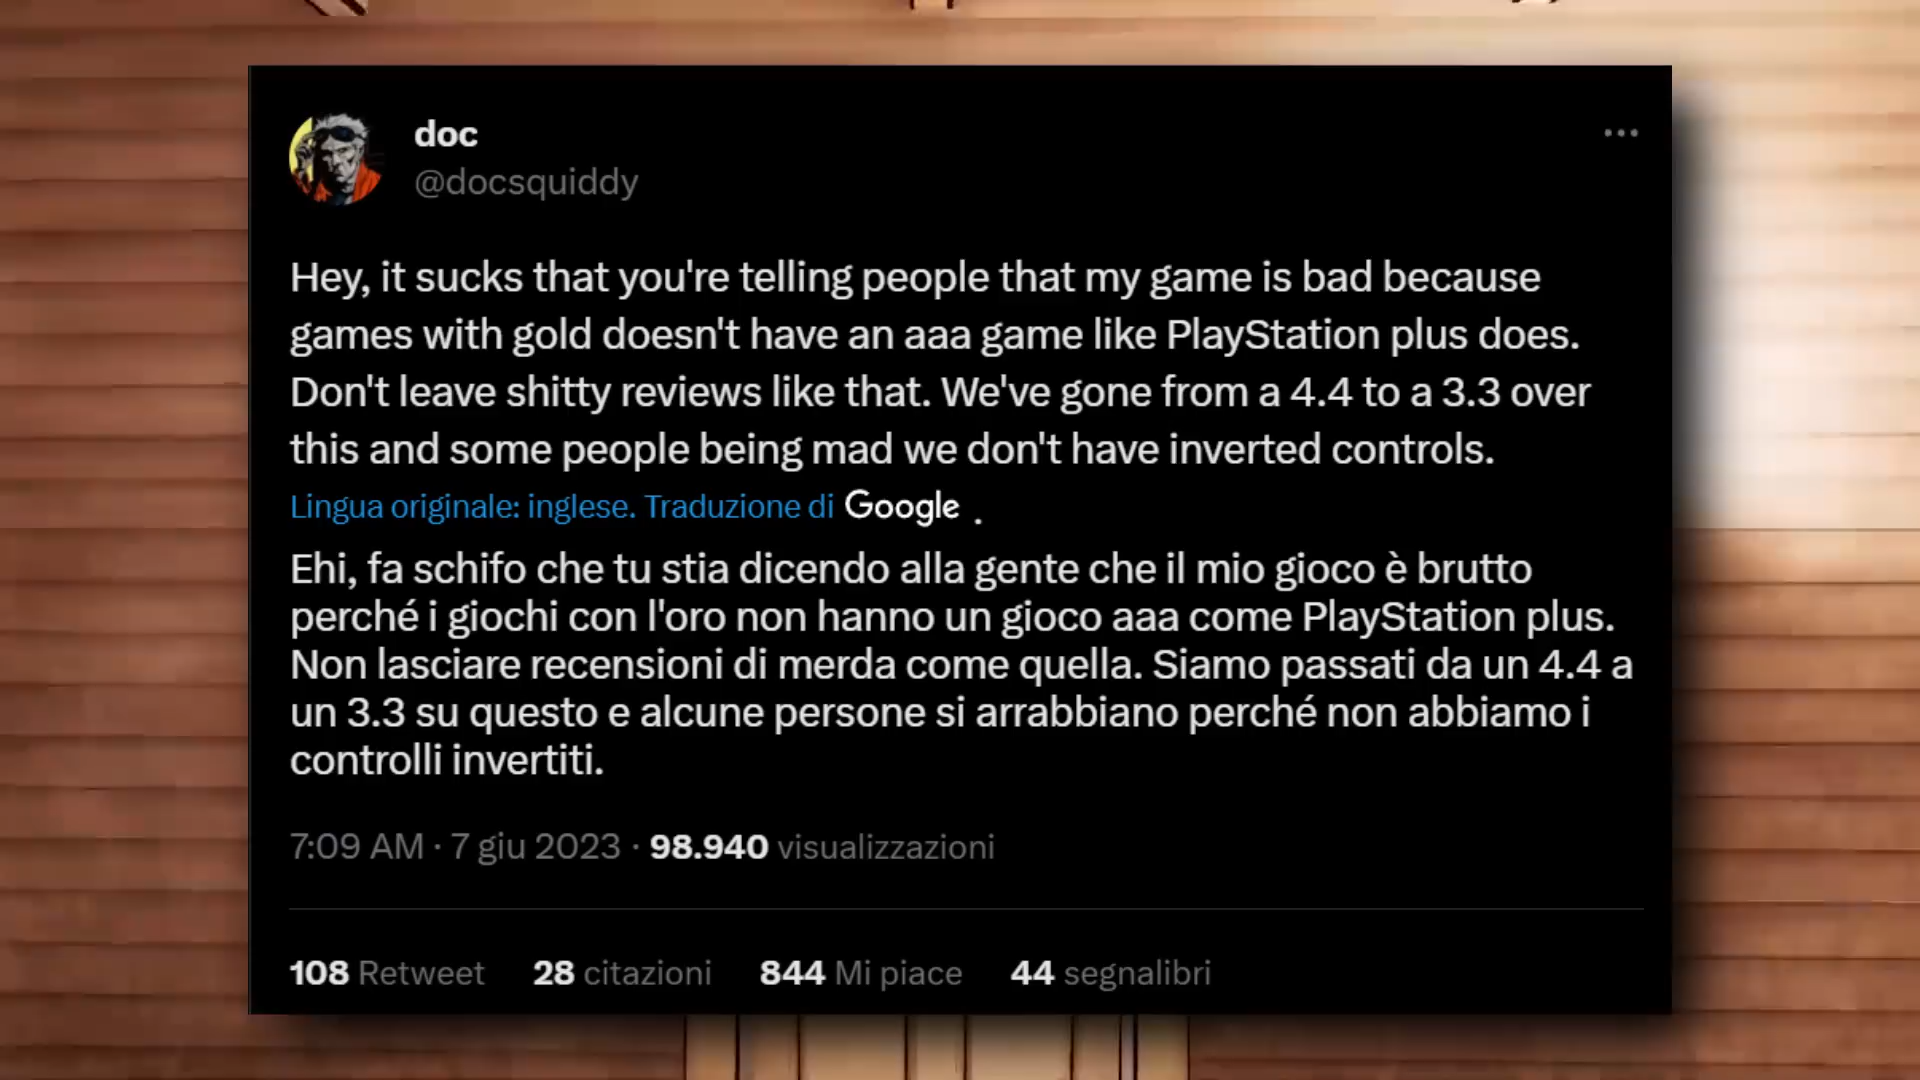 doc
@docsquiddy
Hey, it sucks that you're telling people that my game is bad because
games with gold doesn't have an aaa game like PlayStation plus does.
Don't leave shitty reviews like that. We've gone from a 4.4 to a 3.3 over
this and some people being mad we don't have inverted controls.
Lingua originale: inglese. Traduzione di Google .
Ehi, fa schifo che tu stia dicendo alla gente che il mio gioco è brutto
perché i giochi con l'oro non hanno un gioco aaa come PlayStation plus.
Non lasciare recensioni di merda come quella. Siamo passati da un 4.4 a
un 3.3 su questo e alcune persone si arrabbiano perché non abbiamo i
controlli invertiti.
7:09 AM · 7 giu 2023 · 98.940 visualizzazioni
108 Retweet 28 citazioni 844 Mi piace 44 segnalibri